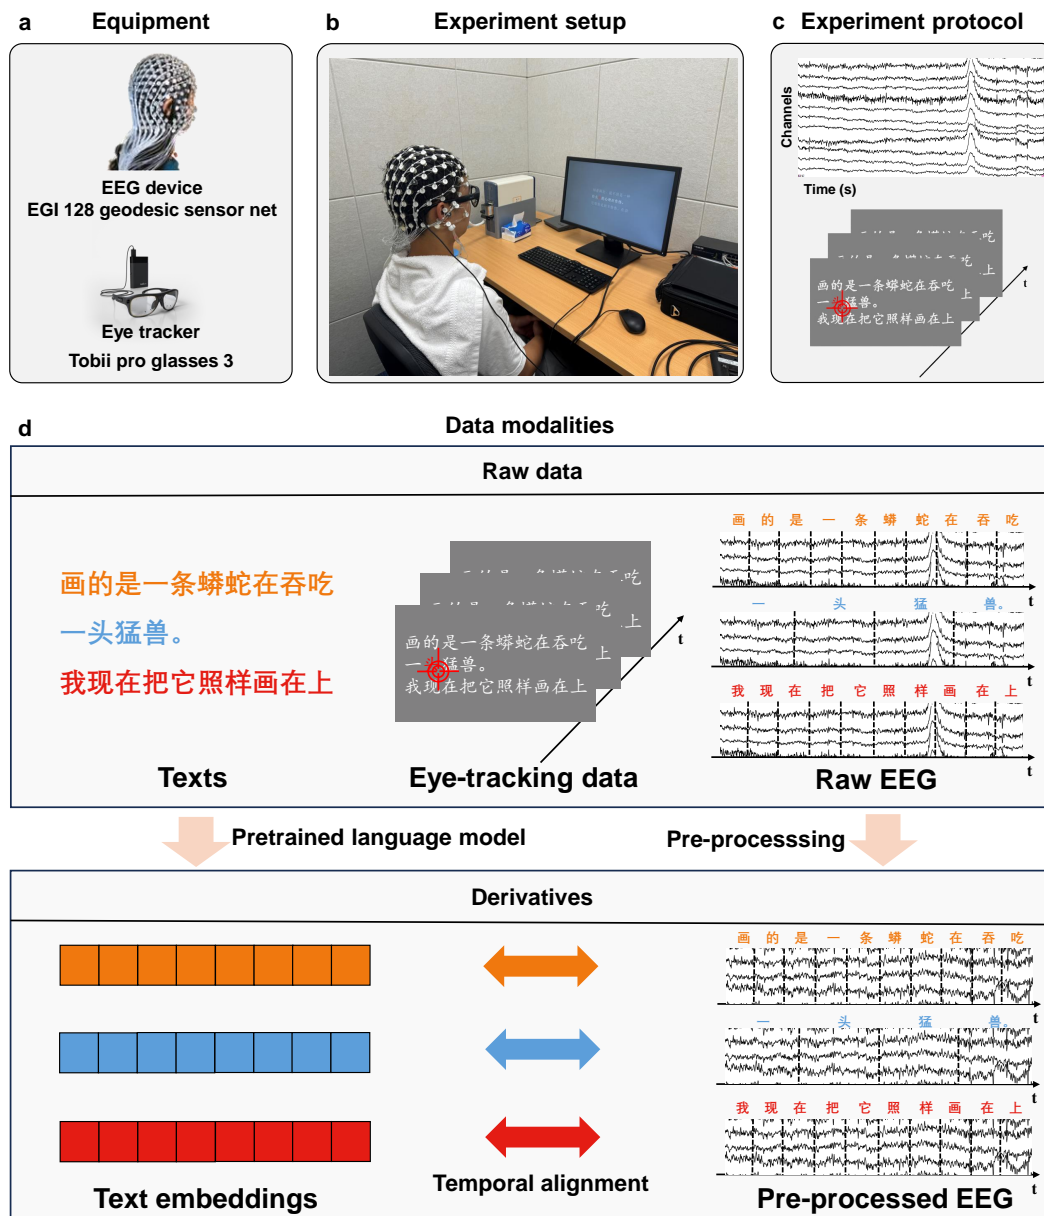 a Equipment
EEG device
EGI 128 geodesic sensor net
Eye tracker
Tobii pro glasses 3
b Experiment setup
c Experiment protocol
Channels
Time (s)
画的是一条蟒蛇在吞吃
一头猛兽。
我现在把它照样画在上
t
d Data modalities
Raw data
画的是一条蟒蛇在吞吃
一头猛兽。
我现在把它照样画在上
Texts
画的是一条蟒蛇在吞吃
一头猛兽。
我现在把它照样画在上
t
Eye-tracking data
画 的 是 一 条 蟒 蛇 在 吞 吃
t
一 头 猛 兽。
t
我 现 在 把 它 照 样 画 在 上
t
Raw EEG
Pretrained language model
Pre-processsing
Derivatives
Text embeddings
Temporal alignment
画 的 是 一 条 蟒 蛇 在 吞 吃
t
一 头 猛 兽。
t
我 现 在 把 它 照 样 画 在 上
t
Pre-processed EEG